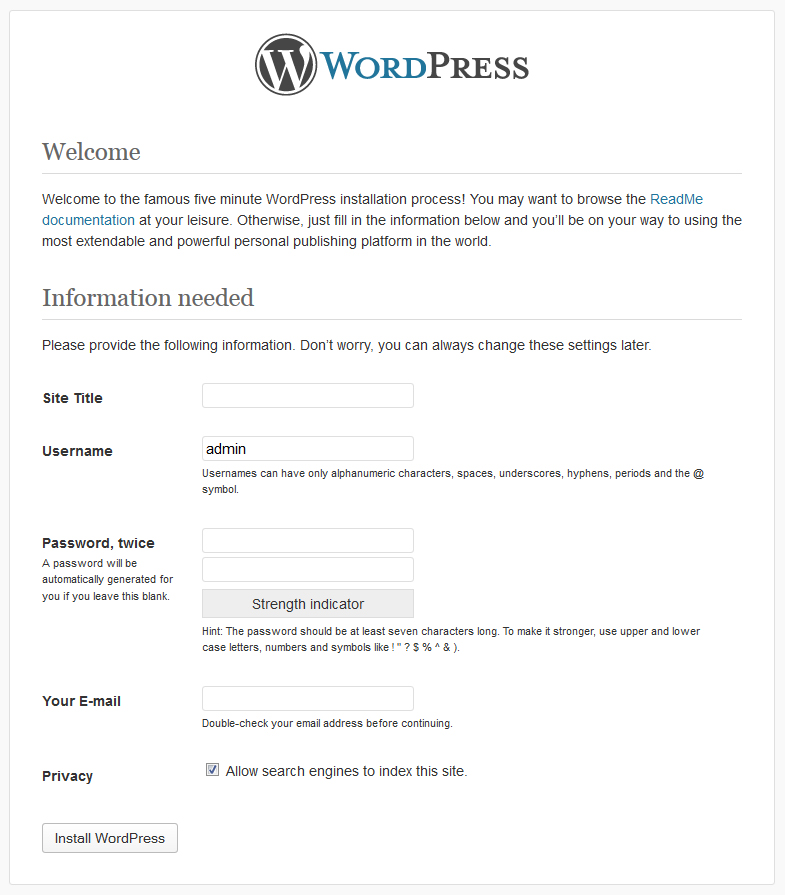 WORDPRESS
Welcome
Welcome to the famous five minute WordPress installation process! You may want to browse the ReadMe
documentation at your leisure. Otherwise, just fill in the information below and you’ll be on your way to using the
most extendable and powerful personal publishing platform in the world.
Information needed
Please provide the following information. Don’t worry, you can always change these settings later.
Site Title
Username
admin
Usernames can have only alphanumeric characters, spaces, underscores, hyphens, periods and the @
symbol.
Password, twice
A password will be
automatically generated for
you if you leave this blank.
Strength indicator
Hint: The password should be at least seven characters long. To make it stronger, use upper and lower
case letters, numbers and symbols like ! " ? $ % ^ & ).
Your E-mail
Double-check your email address before continuing.
Privacy
Allow search engines to index this site.
Install WordPress